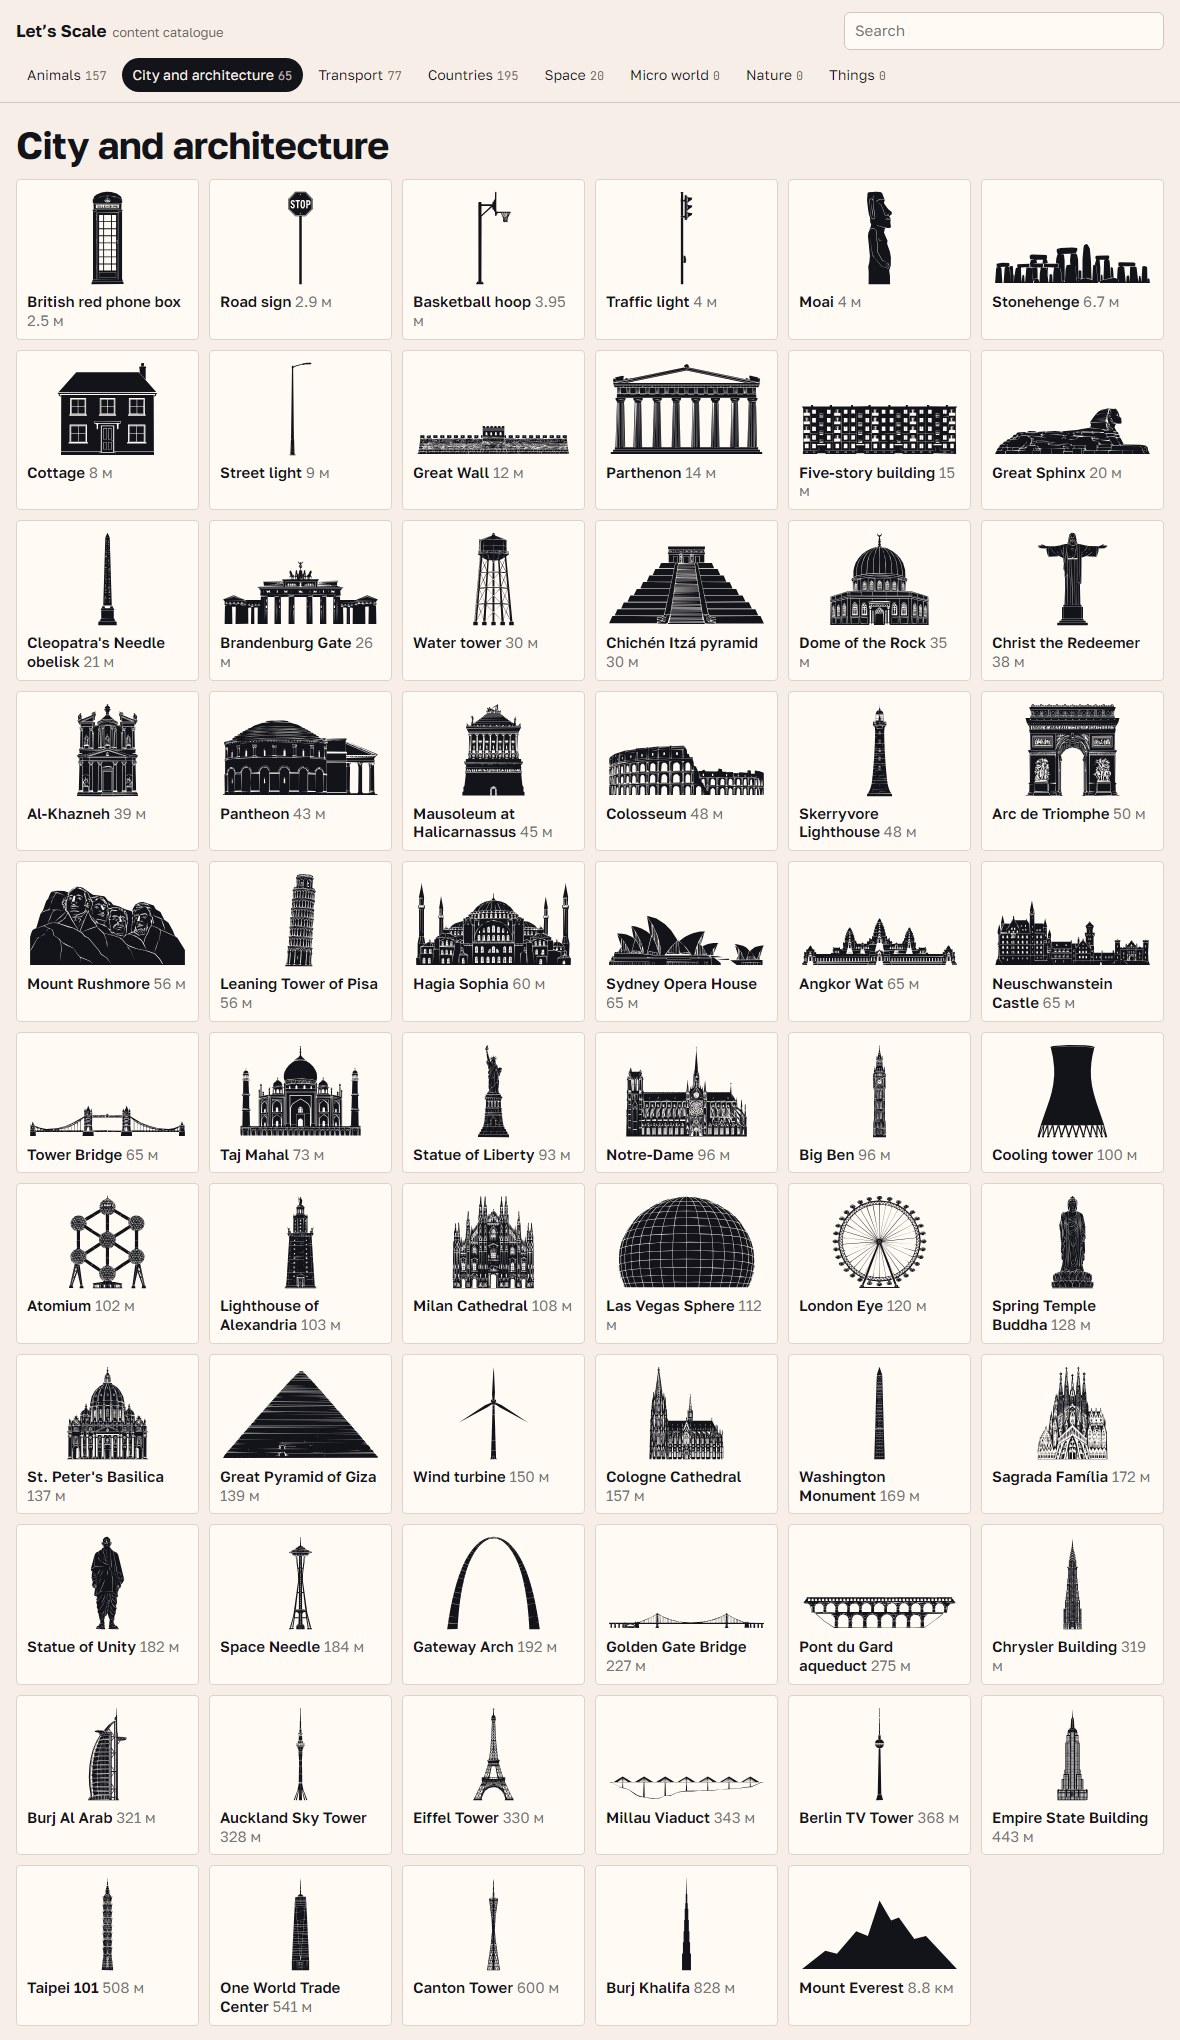 Let’s Scale content catalogue
Search
Animals 157 City and architecture 65 Transport 77 Countries 195 Space 20 Micro world 0 Nature 0 Things 0
City and architecture
STOP
British red phone box
2.5 м
Road sign 2.9 м
Basketball hoop 3.95
м
Traffic light 4 м
Moai 4 м
Stonehenge 6.7 м
Cottage 8 м
Street light 9 м
Great Wall 12 м
Parthenon 14 м
Five-story building 15
м
Great Sphinx 20 м
Cleopatra's Needle
obelisk 21 м
Brandenburg Gate 26
м
Water tower 30 м
Chichén Itzá pyramid
30 м
Dome of the Rock 35
м
Christ the Redeemer
38 м
Al-Khazneh 39 м
Pantheon 43 м
Mausoleum at
Halicarnassus 45 м
Colosseum 48 м
Skerryvore
Lighthouse 48 м
Arc de Triomphe 50 м
Mount Rushmore 56 м
Leaning Tower of Pisa
56 м
Hagia Sophia 60 м
Sydney Opera House
65 м
Angkor Wat 65 м
Neuschwanstein
Castle 65 м
Tower Bridge 65 м
Taj Mahal 73 м
Statue of Liberty 93 м
Notre-Dame 96 м
Big Ben 96 м
Cooling tower 100 м
Atomium 102 м
Lighthouse of
Alexandria 103 м
Milan Cathedral 108 м
Las Vegas Sphere 112
м
London Eye 120 м
Spring Temple
Buddha 128 м
St. Peter's Basilica
137 м
Great Pyramid of Giza
139 м
Wind turbine 150 м
Cologne Cathedral
157 м
Washington
Monument 169 м
Sagrada Família 172 м
Statue of Unity 182 м
Space Needle 184 м
Gateway Arch 192 м
Golden Gate Bridge
227 м
Pont du Gard
aqueduct 275 м
Chrysler Building 319
м
Burj Al Arab 321 м
Auckland Sky Tower
328 м
Eiffel Tower 330 м
Millau Viaduct 343 м
Berlin TV Tower 368 м
Empire State Building
443 м
Taipei 101 508 м
One World Trade
Center 541 м
Canton Tower 600 м
Burj Khalifa 828 м
Mount Everest 8.8 км